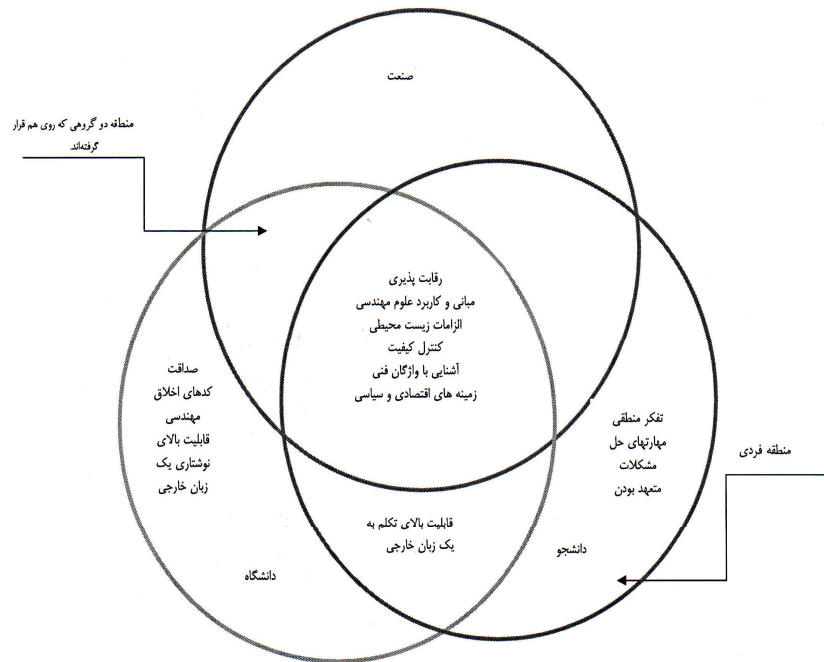 صنعت
منطقه دو گروهی که روی هم قرار
گرفته‌اند.
رقابت پذیری
مبانی و کاربرد علوم مهندسی
الزامات زیست محیطی
کنترل کیفیت
آشنایی با واژگان فنی
زمینه های اقتصادی و سیاسی
صداقت
کدهای اخلاق
مهندسی
قابلیت بالای
نوشتاری یک
زبان خارجی
تفکر منطقی
مهارتهای حل
مشکلات
متعهد بودن
منطقه فردی
قابلیت بالای تکلم به
یک زبان خارجی
دانشجو
دانشگاه